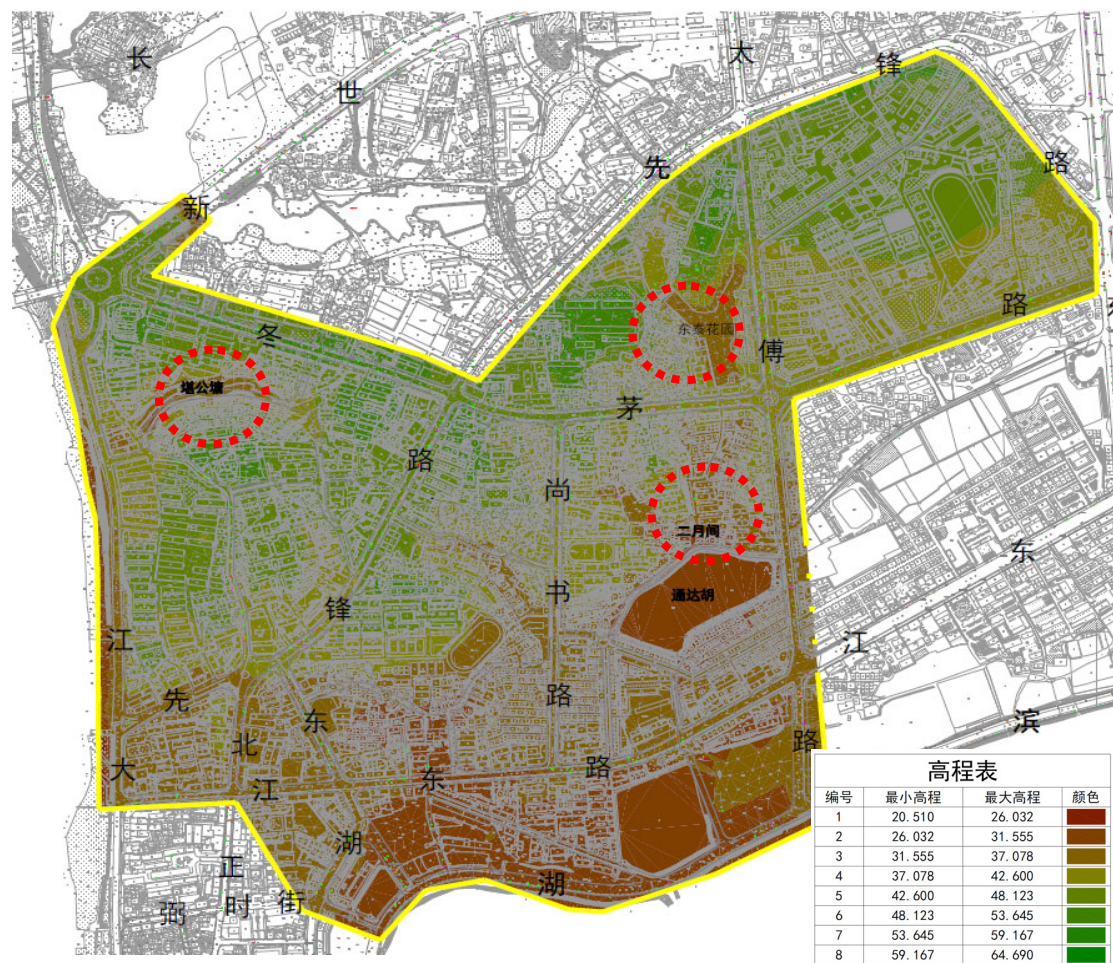 长
世
太
锋
先
路
新
路
东泰花园
冬
傅
堪公塘
茅
路
尚
二月闸
东
书
通达胡
锋
江
江
先
路
滨
东
北
路
大
东
路
江
湖
湖
正
街
弼
时
高程表
编号 最小高程 最大高程 颜色
1 20.510 26.032
2 26.032 31.555
3 31.555 37.078
4 37.078 42.600
5 42.600 48.123
6 48.123 53.645
7 53.645 59.167
8 59.167 64.690